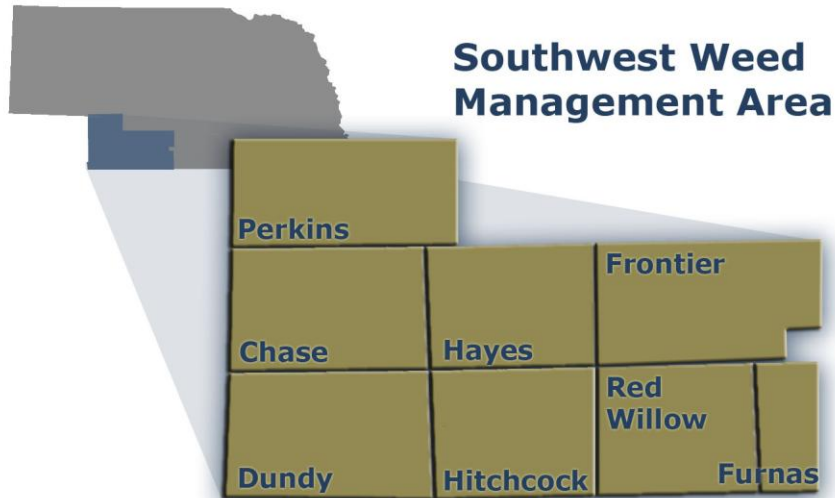 Southwest Weed
Management Area
Perkins
Frontier
Chase
Hayes
Red
Willow
Dundy
Hitchcock
Furnas